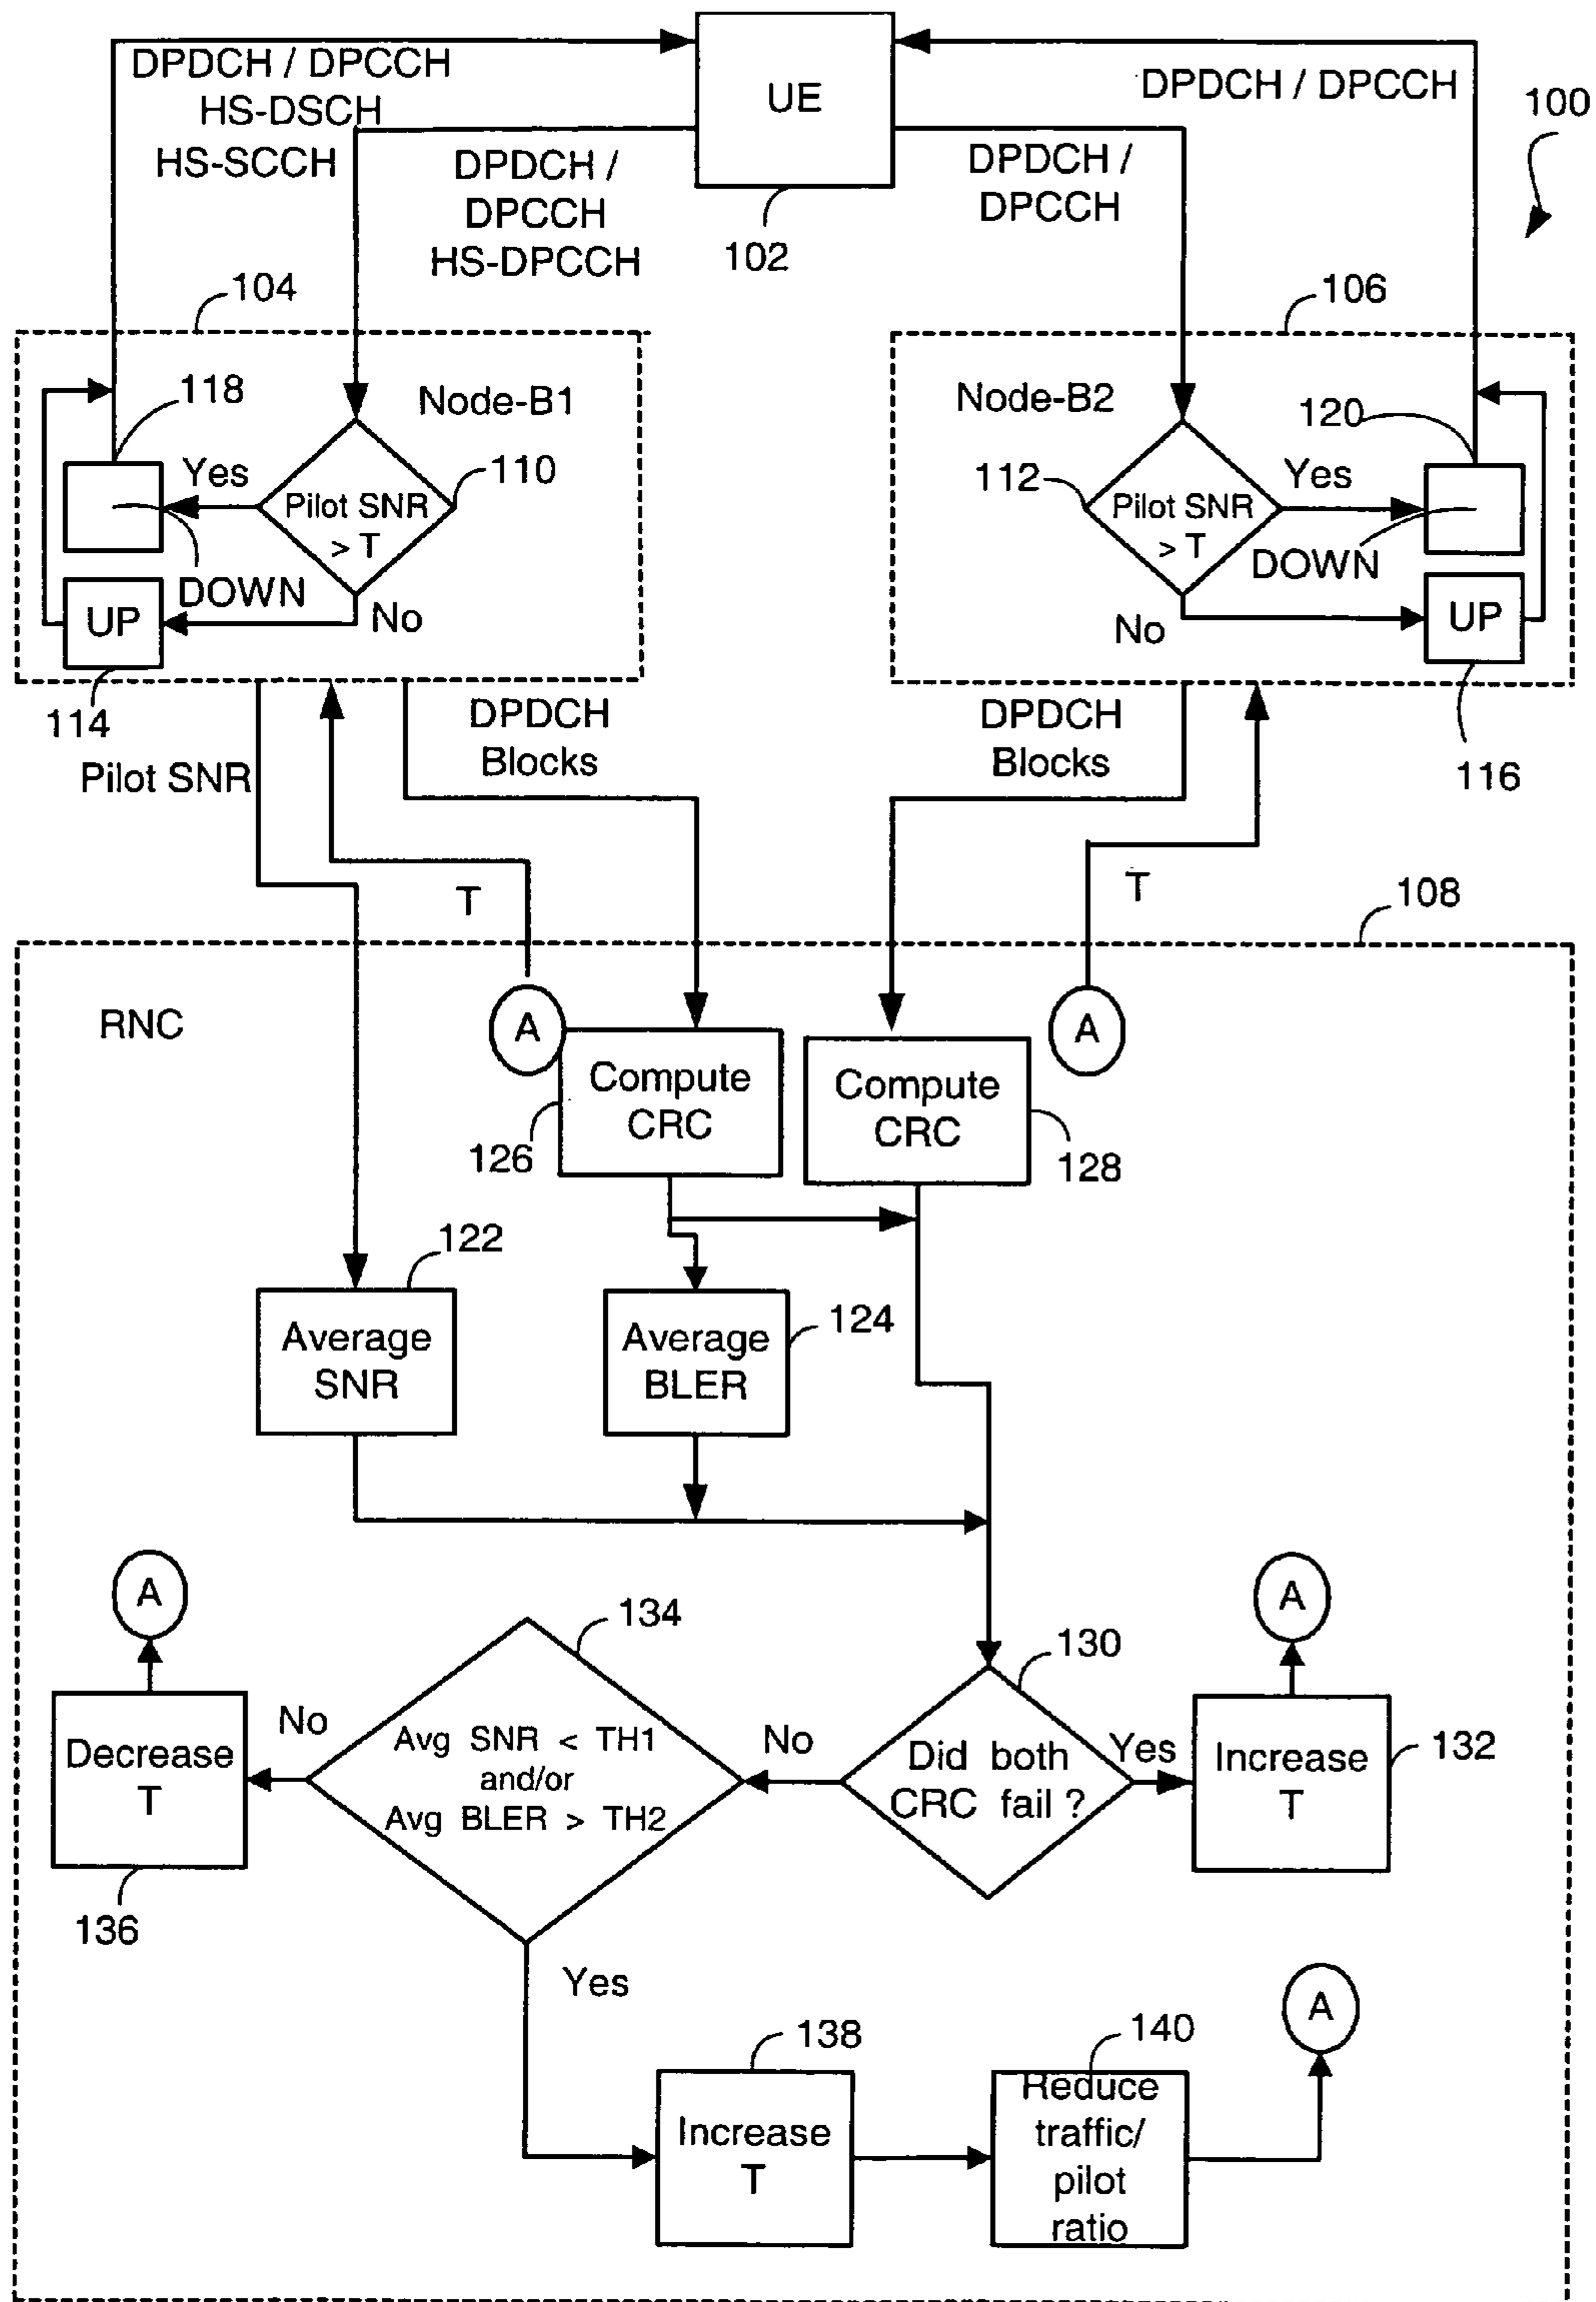 DPDCH / DPCCH
HS-DSCH
HS-SCCH
UE
DPDCH / DPCCH
100
DPDCH /
DPCCH
HS-DPCCH
102
DPDCH /
DPCCH
104
106
118
Node-B1
Yes
Pilot SNR
> T
110
DOWN
UP
No
114
Node-B2
120
112
Pilot SNR
> T
Yes
DOWN
No
UP
116
Pilot SNR
DPDCH
Blocks
DPDCH
Blocks
T
T
108
RNC
A
Compute
CRC
126
Compute
CRC
128
A
122
Average
SNR
Average
BLER
124
A
134
130
A
Decrease
T
136
No
Avg SNR < TH1
and/or
Avg BLER > TH2
No
Did both
CRC fail ?
Yes
Increase
T
132
Yes
138
Increase
T
140
Reduce
traffic/
pilot
ratio
A